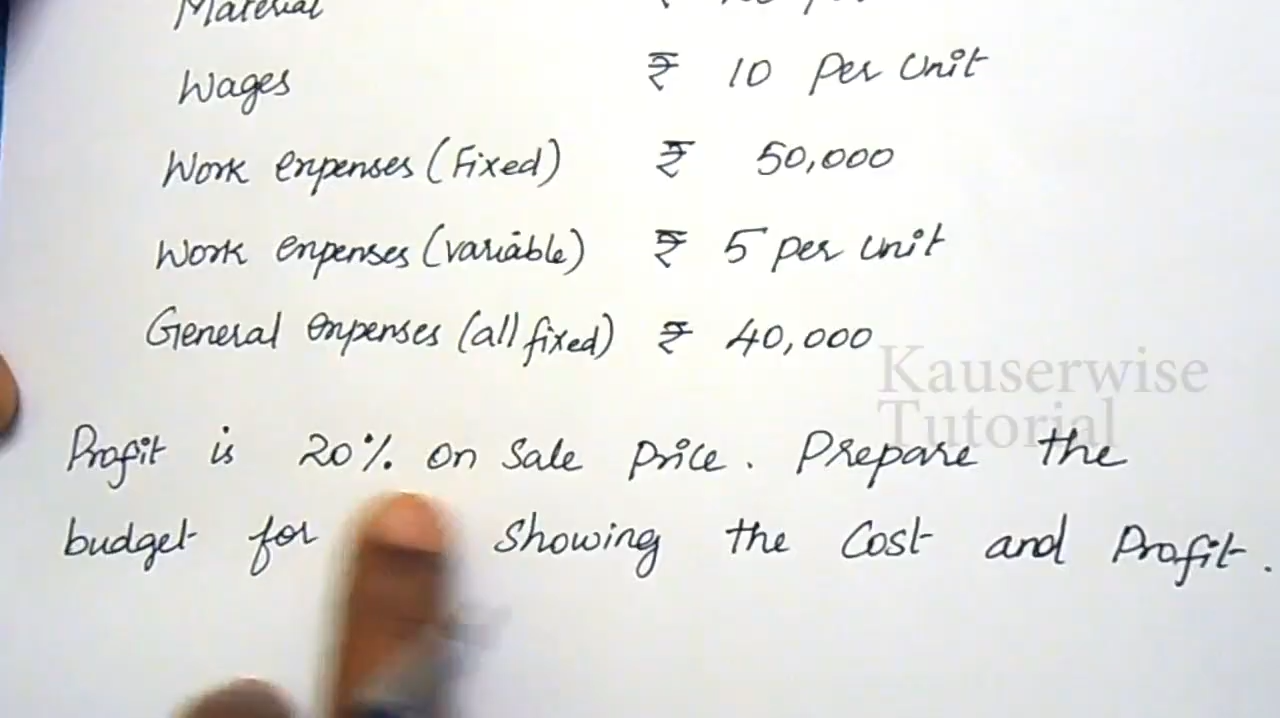 Material ₹
Wages ₹ 10 Per Unit
Work expenses (Fixed) ₹ 50,000
Work expenses (variable) ₹ 5 per unit
General expenses (all fixed) ₹ 40,000
Kauserwise
Tutorial
Profit is 20% on Sale Price. Prepare the
budget for showing the Cost and Profit.